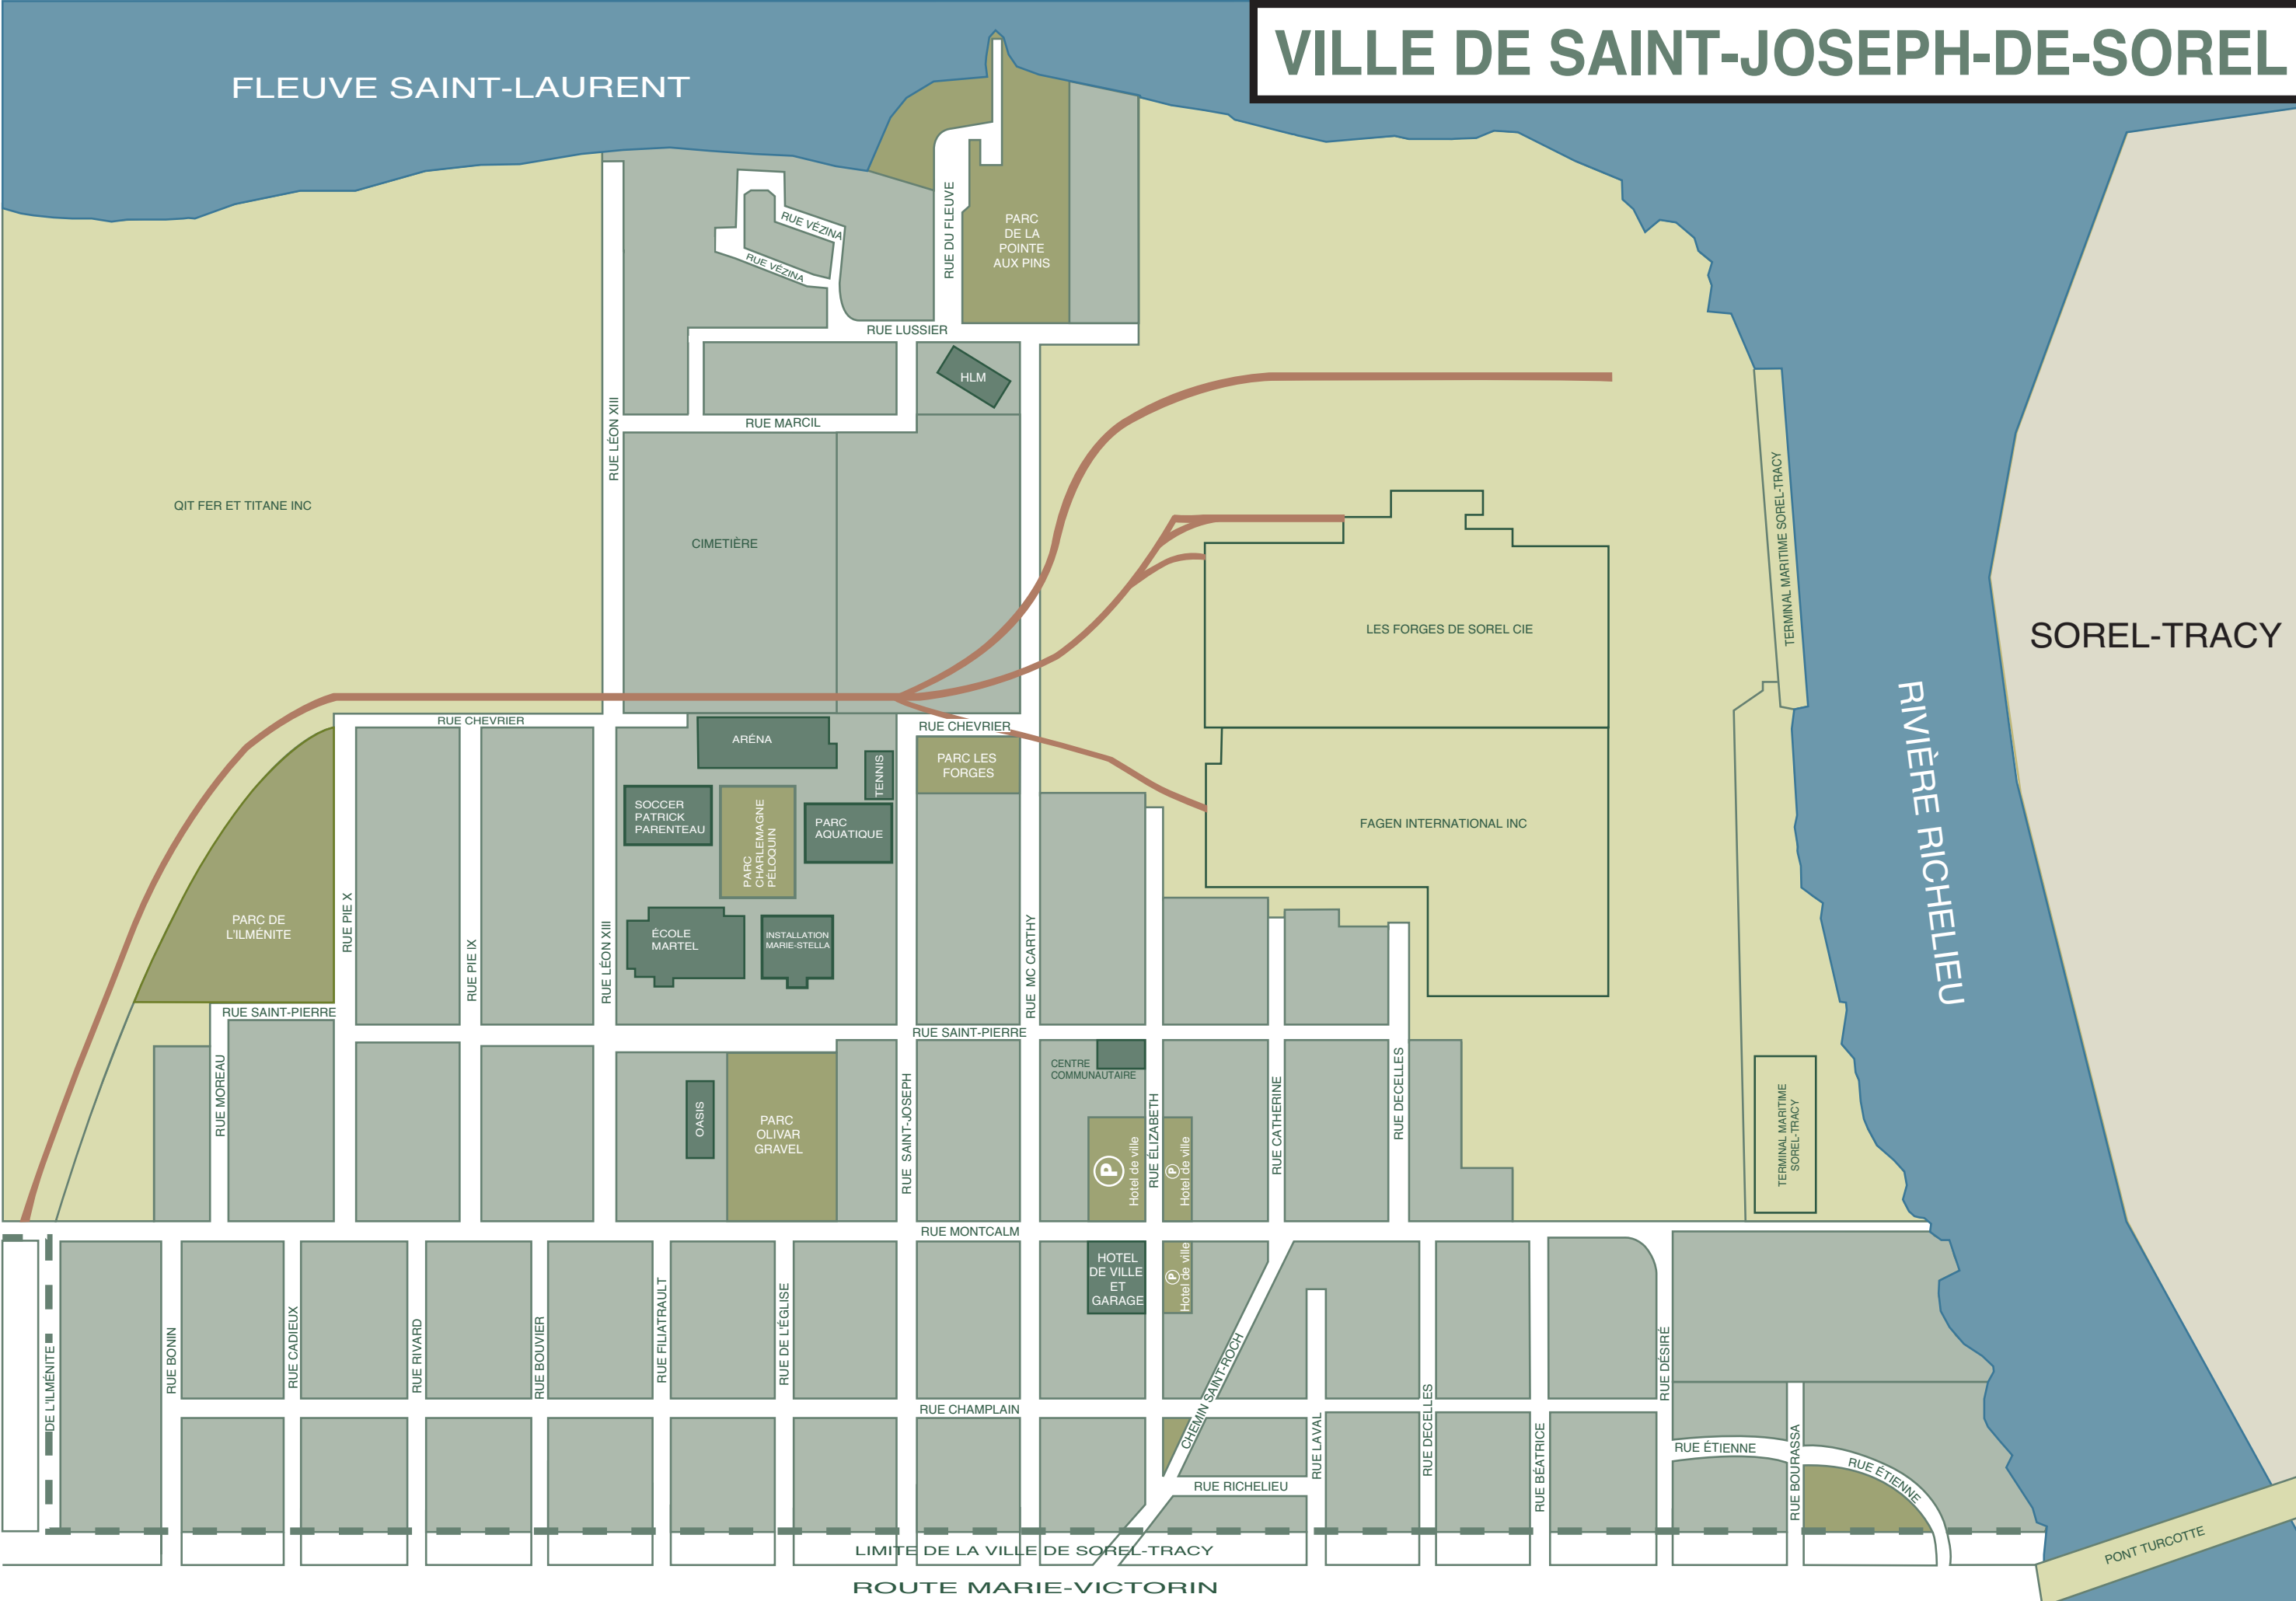 VILLE DE SAINT-JOSEPH-DE-SOREL
FLEUVE SAINT-LAURENT
RUE VÉZINA
RUE VÉZINA
RUE DU FLEUVE
PARC
DE LA
POINTE
AUX PINS
RUE LUSSIER
HLM
RUE MARCIL
RUE LÉON XIII
QIT FER ET TITANE INC
CIMETIÈRE
LES FORGES DE SOREL CIE
TERMINAL MARITIME SOREL-TRACY
SOREL-TRACY
RIVIÈRE RICHELIEU
RUE CHEVRIER
RUE CHEVRIER
ARÉNA
TENNIS
PARC LES
FORGES
SOCCER
PATRICK
PARENTEAU
PARC
CHARLEMAGNE
PÉLOQUIN
PARC
AQUATIQUE
FAGEN INTERNATIONAL INC
PARC DE
L'ILMÉNITE
RUE PIE X
RUE PIE IX
RUE LÉON XIII
ÉCOLE
MARTEL
INSTALLATION
MARIE-STELLA
RUE MC CARTHY
RUE SAINT-PIERRE
RUE SAINT-PIERRE
RUE MOREAU
OASIS
PARC
OLIVAR
GRAVEL
RUE SAINT-JOSEPH
CENTRE
COMMUNAUTAIRE
P
Hotel de ville
RUE ÉLIZABETH
P
Hotel de ville
RUE CATHERINE
RUE DECELLES
TERMINAL MARITIME
SOREL-TRACY
RUE MONTCALM
HOTEL
DE VILLE
ET
GARAGE
P
Hotel de ville
DE L'ILMÉNITE
RUE BONIN
RUE CADIEUX
RUE RIVARD
RUE BOUVIER
RUE FILIATRAULT
RUE DE L'ÉGLISE
RUE CHAMPLAIN
CHEMIN SAINT-ROCH
RUE LAVAL
RUE DECELLES
RUE BÉATRICE
RUE DÉSIRÉ
RUE ÉTIENNE
RUE BOURASSA
RUE ÉTIENNE
RUE RICHELIEU
LIMITE DE LA VILLE DE SOREL-TRACY
PONT TURCOTTE
ROUTE MARIE-VICTORIN